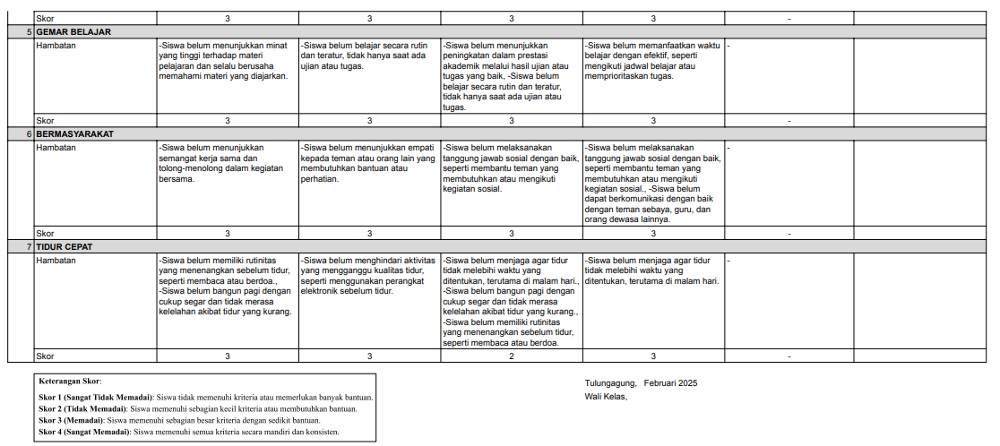 Skor 3 3 3 3 -
5 GEMAR BELAJAR
Hambatan
-Siswa belum menunjukkan minat
yang tinggi terhadap materi
pelajaran dan selalu berusaha
memahami materi yang diajarkan.
-Siswa belum belajar secara rutin
dan teratur, tidak hanya saat ada
ujian atau tugas.
-Siswa belum menunjukkan
peningkatan dalam prestasi
akademik melalui hasil ujian atau
tugas yang baik, -Siswa belum
belajar secara rutin dan teratur,
tidak hanya saat ada ujian atau
tugas.
-Siswa belum memanfaatkan waktu
belajar dengan efektif, seperti
mengikuti jadwal belajar atau
memprioritaskan tugas.
-
Skor 3 3 3 3 -
6 BERMASYARAKAT
Hambatan
-Siswa belum menunjukkan
semangat kerja sama dan
tolong-menolong dalam kegiatan
bersama.
-Siswa belum menunjukkan empati
kepada teman atau orang lain yang
membutuhkan bantuan atau
perhatian.
-Siswa belum melaksanakan
tanggung jawab sosial dengan baik,
seperti membantu teman yang
membutuhkan atau mengikuti
kegiatan sosial.
-Siswa belum melaksanakan
tanggung jawab sosial dengan baik,
seperti membantu teman yang
membutuhkan atau mengikuti
kegiatan sosial., -Siswa belum
dapat berkomunikasi dengan baik
dengan teman sebaya, guru, dan
orang dewasa lainnya.
-
Skor 3 3 3 3 -
7 TIDUR CEPAT
Hambatan
-Siswa belum memiliki rutinitas
yang menenangkan sebelum tidur,
seperti membaca atau berdoa.,
-Siswa belum bangun pagi dengan
cukup segar dan tidak merasa
kelelahan akibat tidur yang kurang.
-Siswa belum menghindari aktivitas
yang mengganggu kualitas tidur,
seperti menggunakan perangkat
elektronik sebelum tidur.
-Siswa belum menjaga agar tidur
tidak melebihi waktu yang
ditentukan, terutama di malam hari.,
-Siswa belum bangun pagi dengan
cukup segar dan tidak merasa
kelelahan akibat tidur yang kurang.,
-Siswa belum memiliki rutinitas
yang menenangkan sebelum tidur,
seperti membaca atau berdoa.
-Siswa belum menjaga agar tidur
tidak melebihi waktu yang
ditentukan, terutama di malam hari.
-
Skor 3 3 2 3 -
Keterangan Skor:
Skor 1 (Sangat Tidak Memadai): Siswa tidak memenuhi kriteria atau memerlukan banyak bantuan.
Skor 2 (Tidak Memadai): Siswa memenuhi sebagian kecil kriteria atau membutuhkan bantuan.
Skor 3 (Memadai): Siswa memenuhi sebagian besar kriteria dengan sedikit bantuan.
Skor 4 (Sangat Memadai): Siswa memenuhi semua kriteria secara mandiri dan konsisten.
Tulungagung, Februari 2025
Wali Kelas,